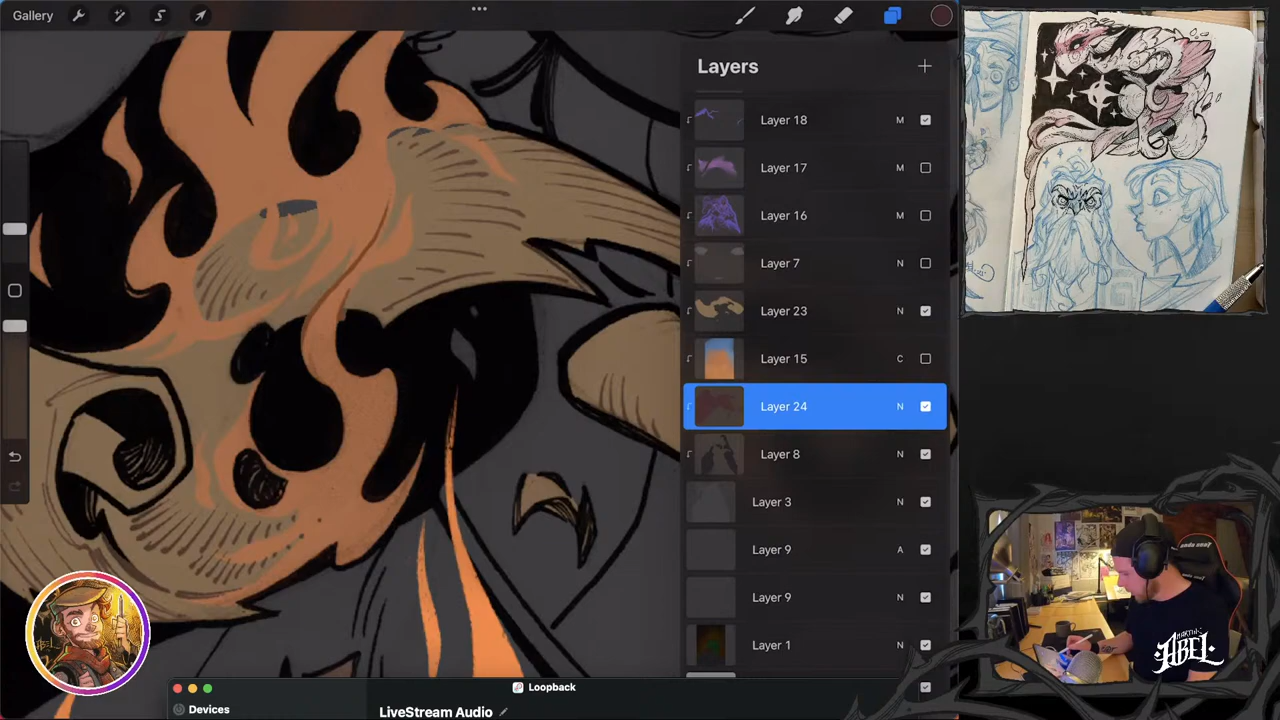 Gallery
Layers
Layer 18
M
Layer 17
M
Layer 16
M
Layer 7
N
Layer 23
N
Layer 15
C
Layer 24
N
Layer 8
N
Layer 3
N
Layer 9
A
Layer 9
N
Layer 1
N
Loopback
Devices
LiveStream Audio
MARTIN
ABEL